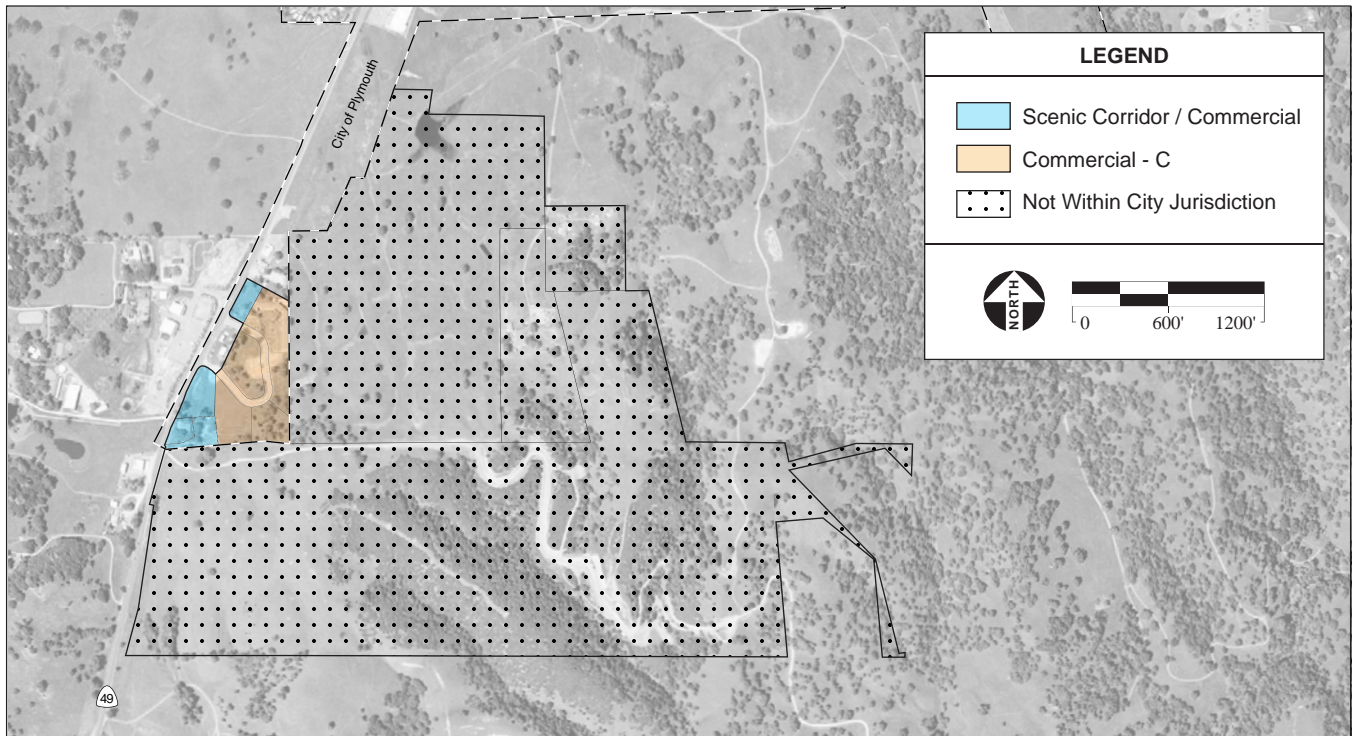 City of Plymouth
LEGEND
Scenic Corridor / Commercial
Commercial - C
Not Within City Jurisdiction
NORTH
0 600' 1200'
49